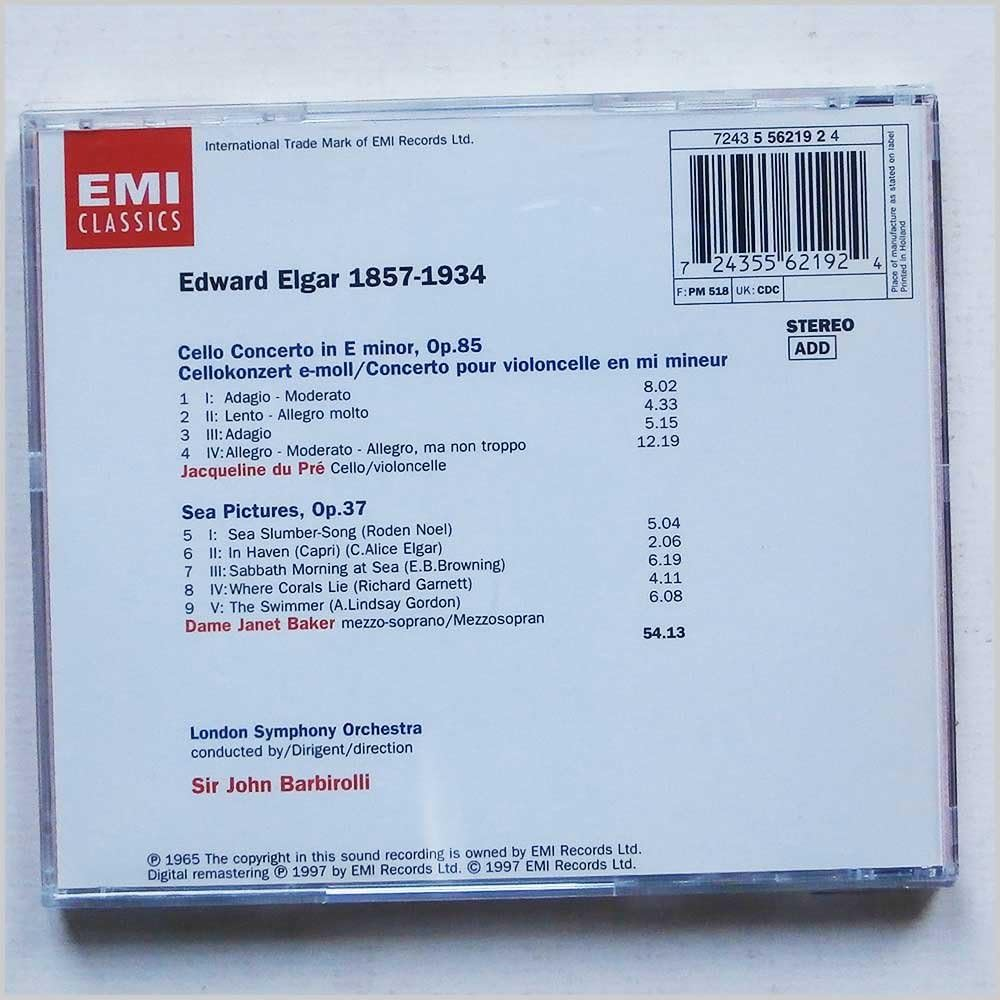 EMI
CLASSICS
International Trade Mark of EMI Records Ltd.
7243 5 56219 2 4
7 24355 62192 4
F: PM 518 UK: CDC
Place of manufacture as stated on label
Printed in Holland
Edward Elgar 1857-1934
STEREO
ADD
Cello Concerto in E minor, Op.85
Cellokonzert e-moll/Concerto pour violoncelle en mi mineur
1 I: Adagio - Moderato 8.02
2 II: Lento - Allegro molto 4.33
3 III: Adagio 5.15
4 IV: Allegro - Moderato - Allegro, ma non troppo 12.19
Jacqueline du Pré Cello/violoncelle
Sea Pictures, Op.37
5 I: Sea Slumber-Song (Roden Noel) 5.04
6 II: In Haven (Capri) (C.Alice Elgar) 2.06
7 III: Sabbath Morning at Sea (E.B.Browning) 6.19
8 IV: Where Corals Lie (Richard Garnett) 4.11
9 V: The Swimmer (A.Lindsay Gordon) 6.08
Dame Janet Baker mezzo-soprano/Mezzosopran
54.13
London Symphony Orchestra
conducted by/Dirigent/direction
Sir John Barbirolli
℗ 1965 The copyright in this sound recording is owned by EMI Records Ltd.
Digital remastering ℗ 1997 by EMI Records Ltd. © 1997 EMI Records Ltd.